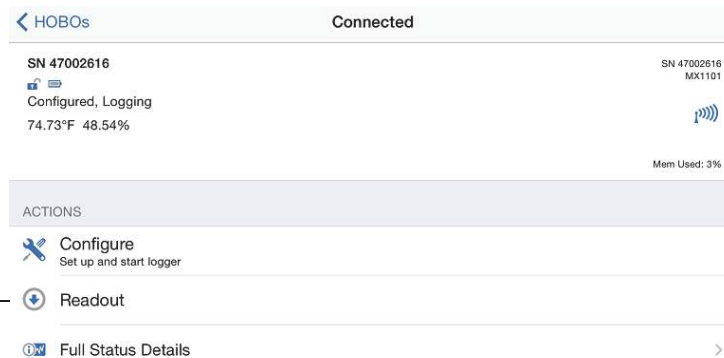 HOBOs
Connected
SN 47002616
SN 47002616
MX1101
Configured, Logging
74.73°F 48.54%
Mem Used: 3%
ACTIONS
Configure
Set up and start logger
Readout
Full Status Details